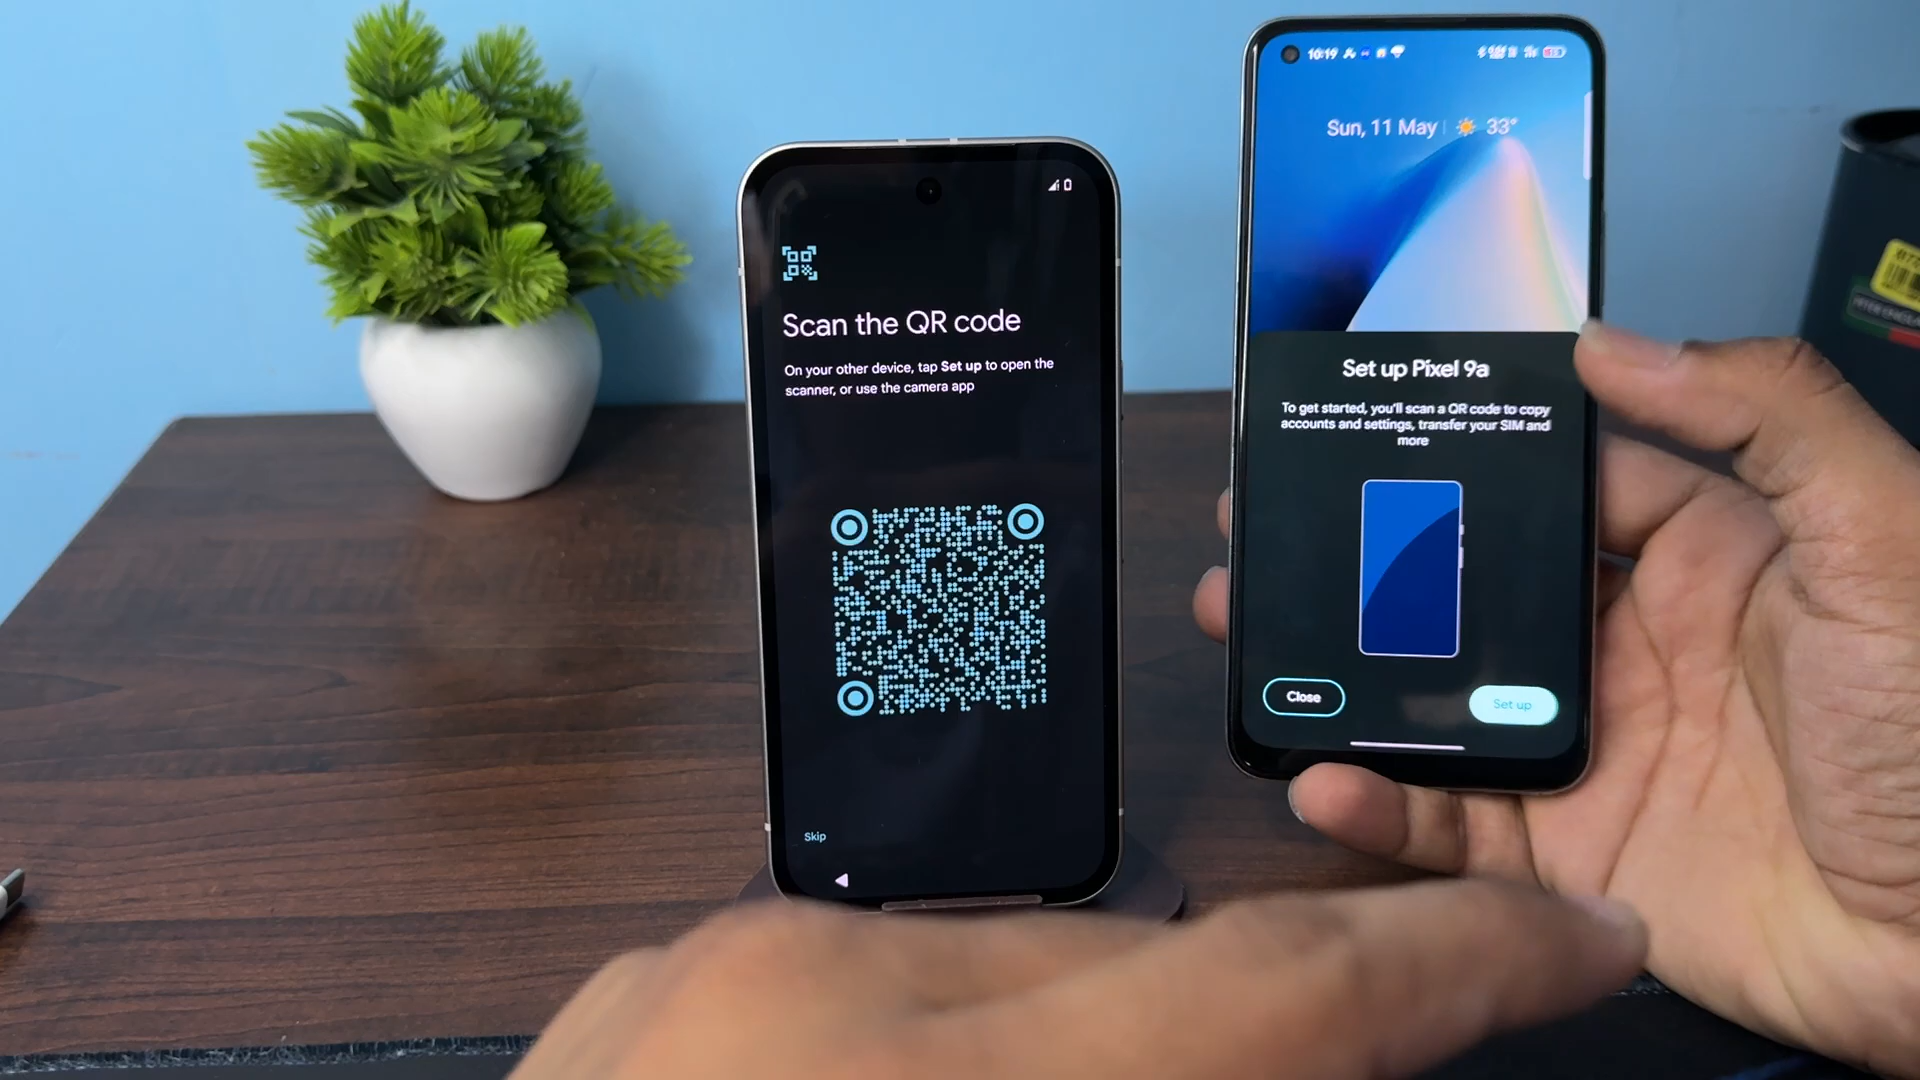 Scan the QR code
On your other device, tap Set up to open the
scanner, or use the camera app
Skip
10:19
Sun, 11 May
33°
Set up Pixel 9a
To get started, you'll scan a QR code to copy
accounts and settings, transfer your SIM and
more
Close
Set up